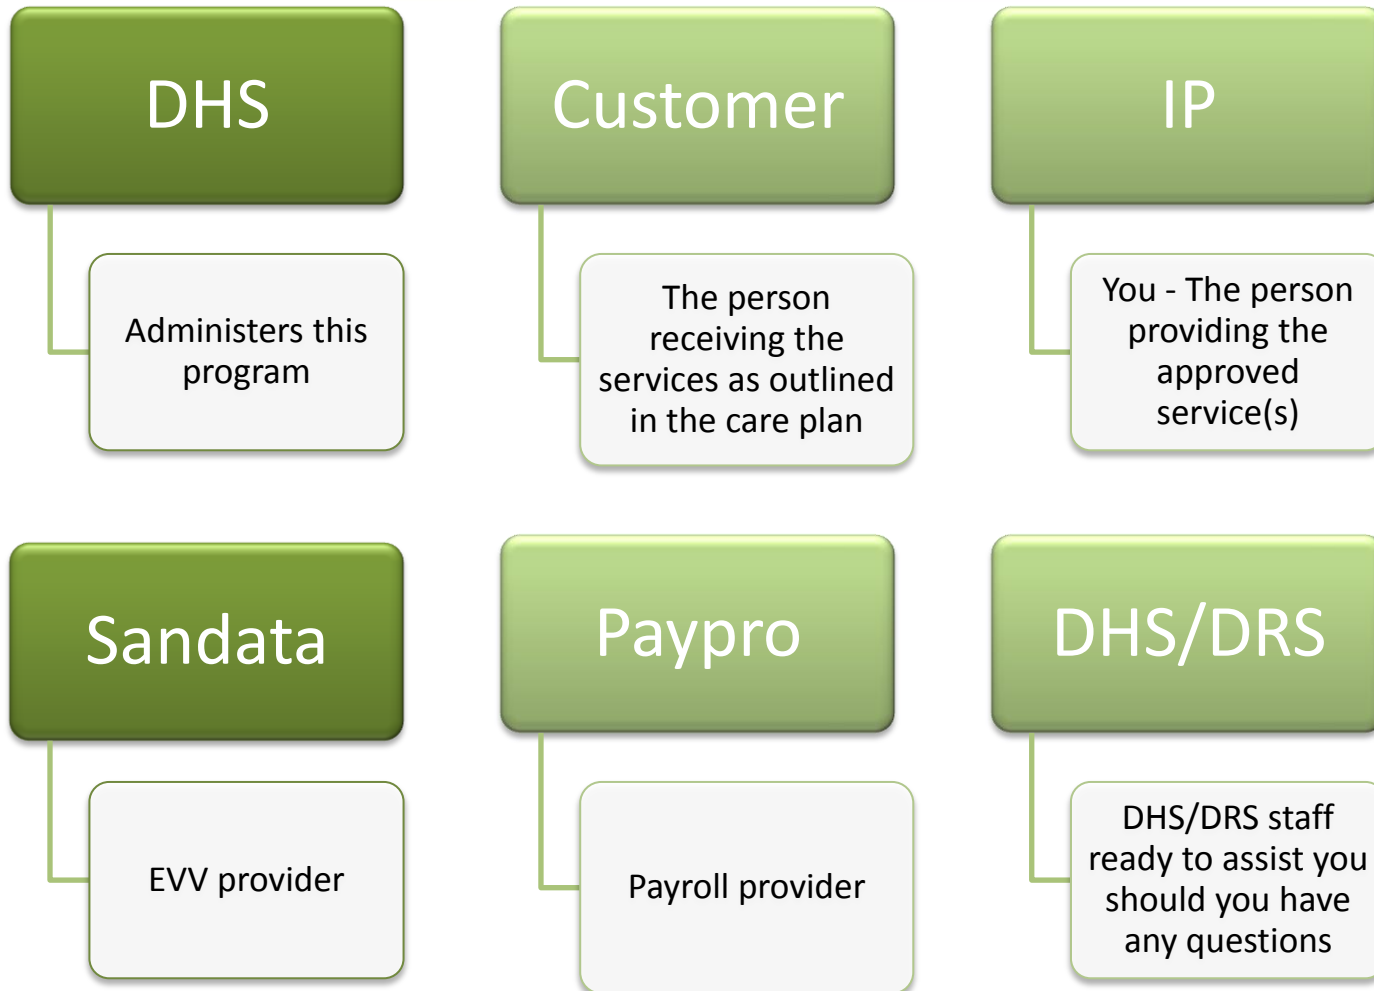 DHS
Administers this
program
Customer
The person
receiving the
services as outlined
in the care plan
IP
You - The person
providing the
approved
service(s)
Sandata
EVV provider
Paypro
Payroll provider
DHS/DRS
DHS/DRS staff
ready to assist you
should you have
any questions